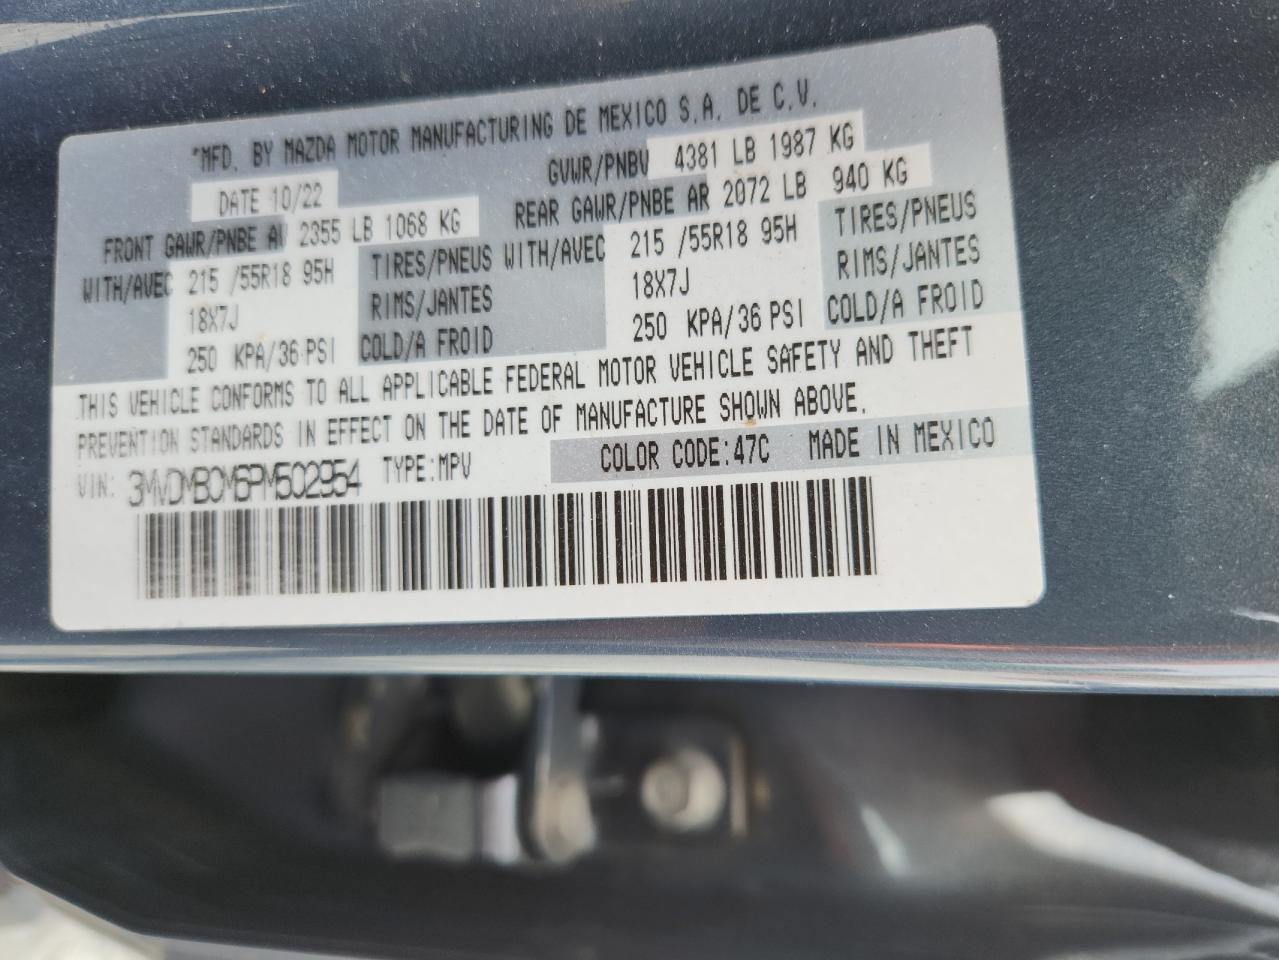 *MFD. BY MAZDA MOTOR MANUFACTURING DE MEXICO S.A. DE C.V.
DATE 10/22 GVWR/PNBV 4381 LB 1987 KG
FRONT GAWR/PNBE AV 2355 LB 1068 KG REAR GAWR/PNBE AR 2072 LB 940 KG
WITH/AVEC 215 /55R18 95H TIRES/PNEUS WITH/AVEC 215 /55R18 95H TIRES/PNEUS
18X7J RIMS/JANTES 18X7J RIMS/JANTES
250 KPA/36 PSI COLD/A FROID 250 KPA/36 PSI COLD/A FROID
THIS VEHICLE CONFORMS TO ALL APPLICABLE FEDERAL MOTOR VEHICLE SAFETY AND THEFT
PREVENTION STANDARDS IN EFFECT ON THE DATE OF MANUFACTURE SHOWN ABOVE.
VIN: 3MVDMBCM6PM502954 TYPE:MPV COLOR CODE:47C MADE IN MEXICO